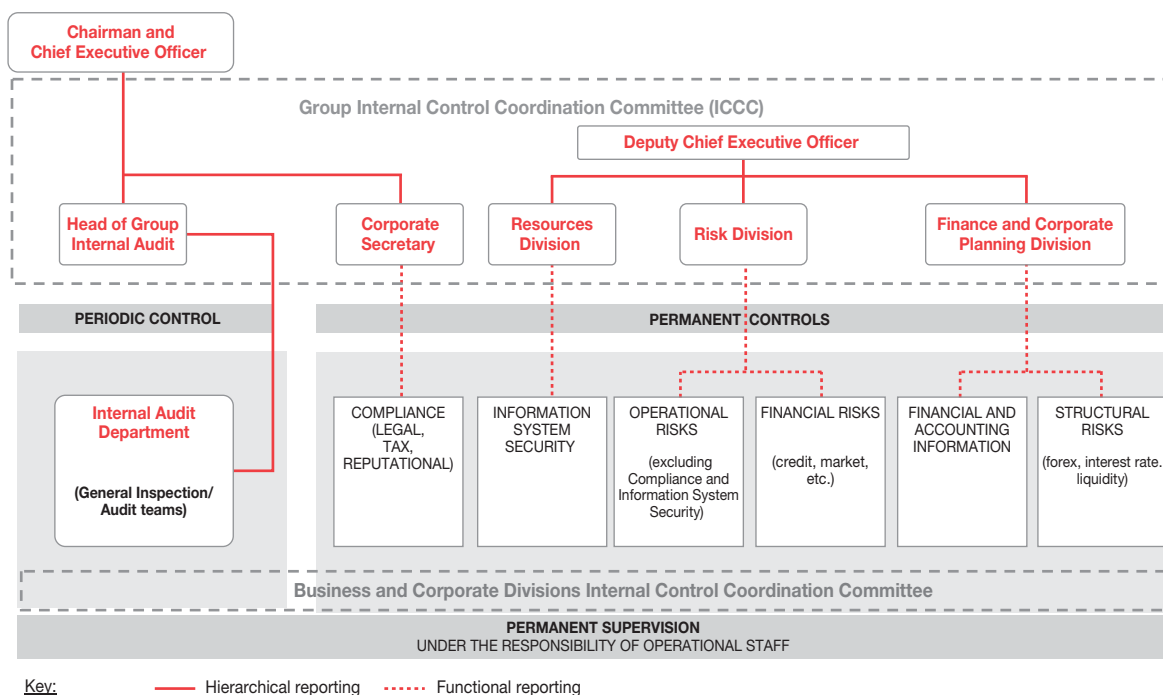 Chairman and
Chief Executive Officer
Group Internal Control Coordination Committee (ICCC)
Deputy Chief Executive Officer
Head of Group
Internal Audit
Corporate
Secretary
Resources
Division
Risk Division
Finance and Corporate
Planning Division
PERIODIC CONTROL
PERMANENT CONTROLS
Internal Audit
Department
(General Inspection/
Audit teams)
COMPLIANCE
(LEGAL,
TAX,
REPUTATIONAL)
INFORMATION
SYSTEM
SECURITY
OPERATIONAL
RISKS
(excluding
Compliance and
Information System
Security)
FINANCIAL RISKS
(credit, market,
etc.)
FINANCIAL AND
ACCOUNTING
INFORMATION
STRUCTURAL
RISKS
(forex, interest rate.
liquidity)
Business and Corporate Divisions Internal Control Coordination Committee
PERMANENT SUPERVISION
UNDER THE RESPONSIBILITY OF OPERATIONAL STAFF
Key: Hierarchical reporting Functional reporting